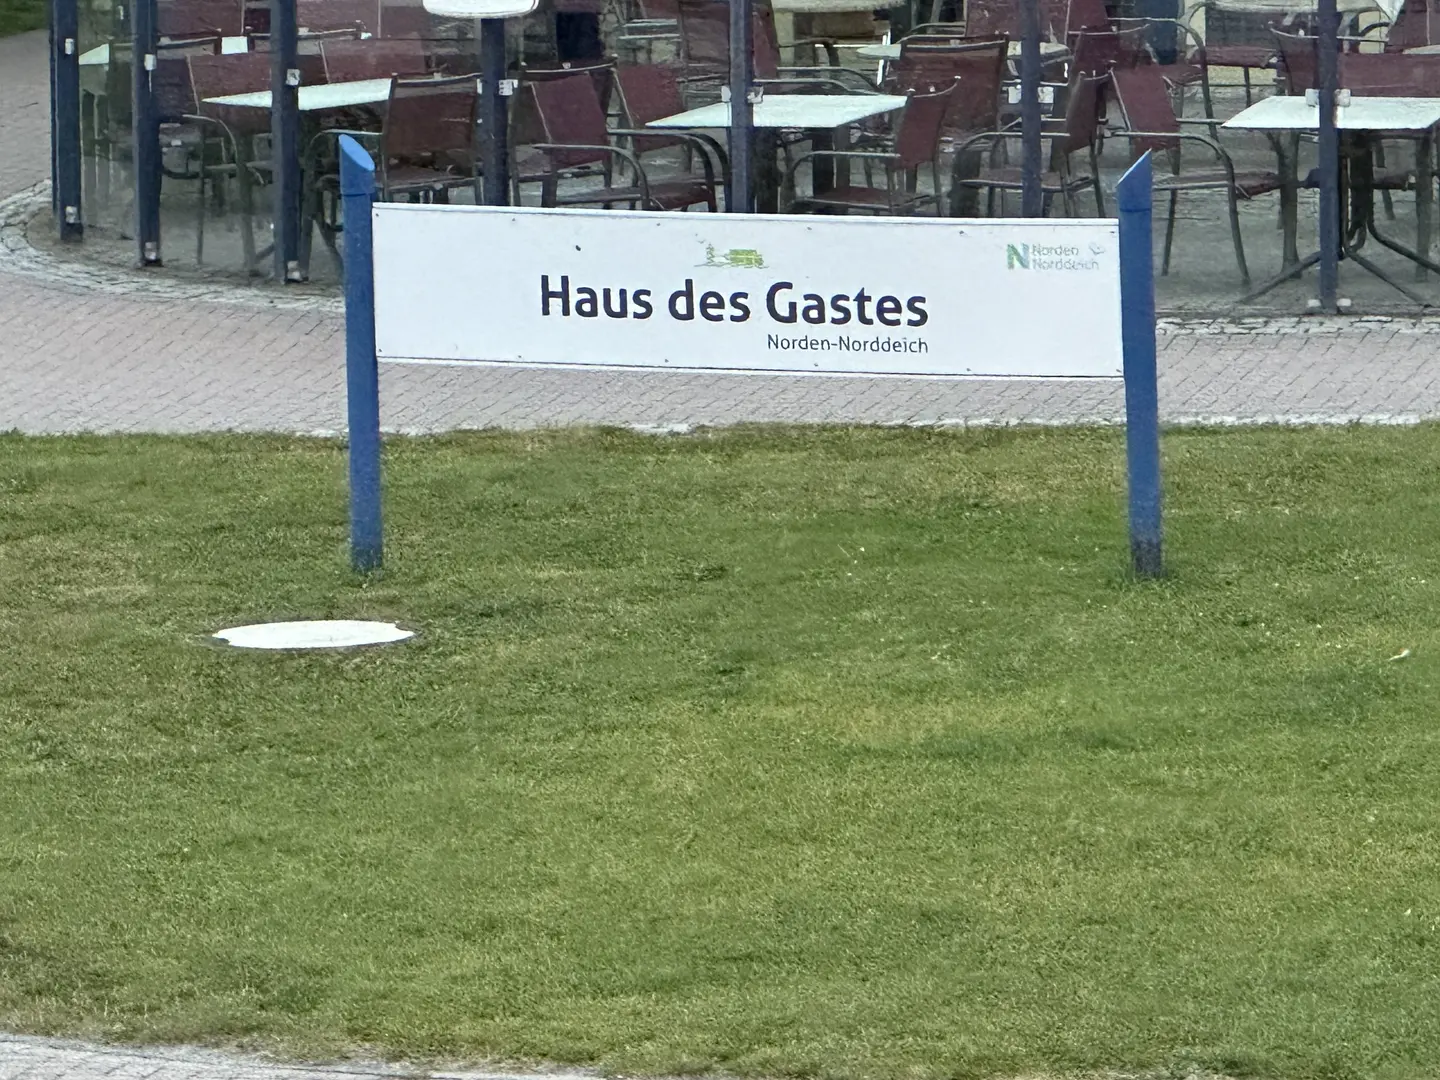 Norden
Norddeich
Haus des Gastes
Norden-Norddeich